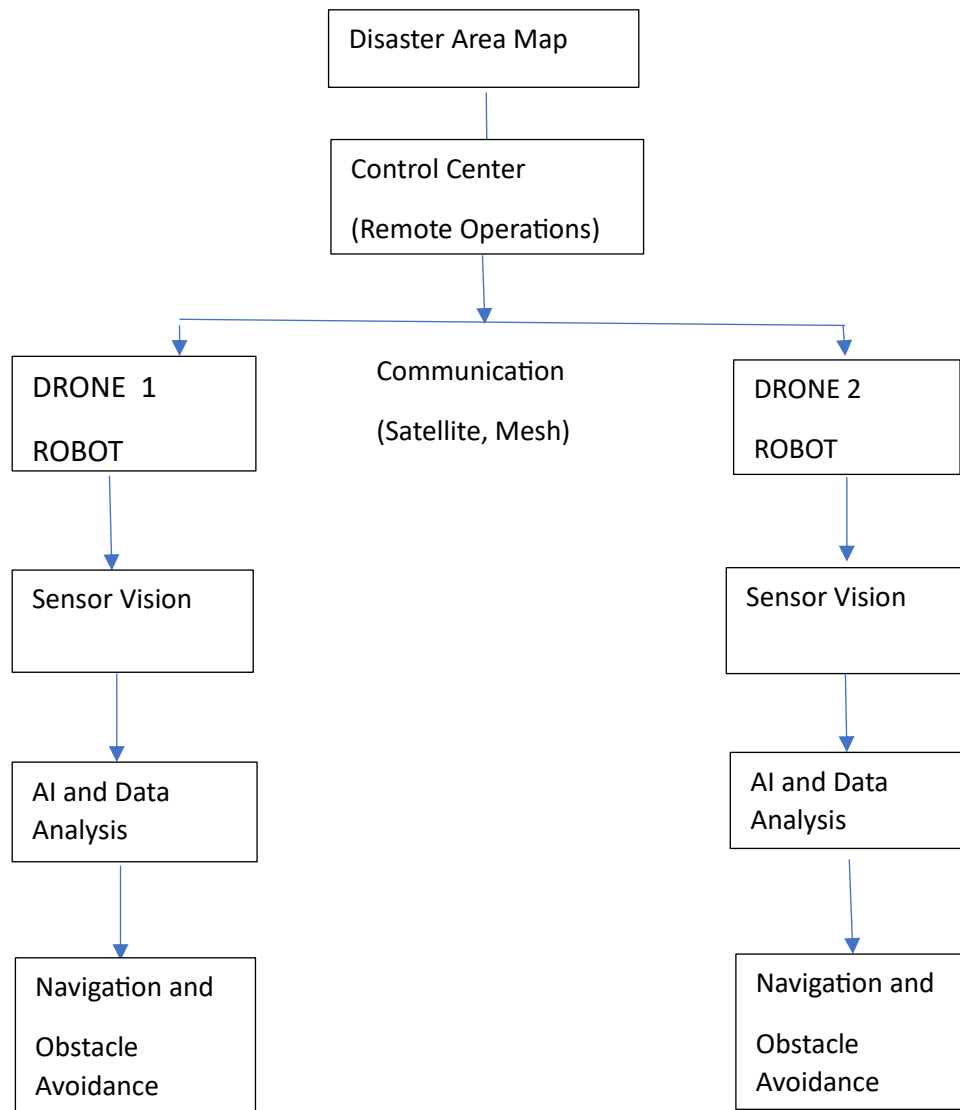 Disaster Area Map
Control Center
(Remote Operations)
DRONE  1
ROBOT
Communication
(Satellite, Mesh)
DRONE 2
ROBOT
Sensor Vision
Sensor Vision
AI and Data
Analysis
AI and Data
Analysis
Navigation and
Obstacle
Avoidance
Navigation and
Obstacle
Avoidance